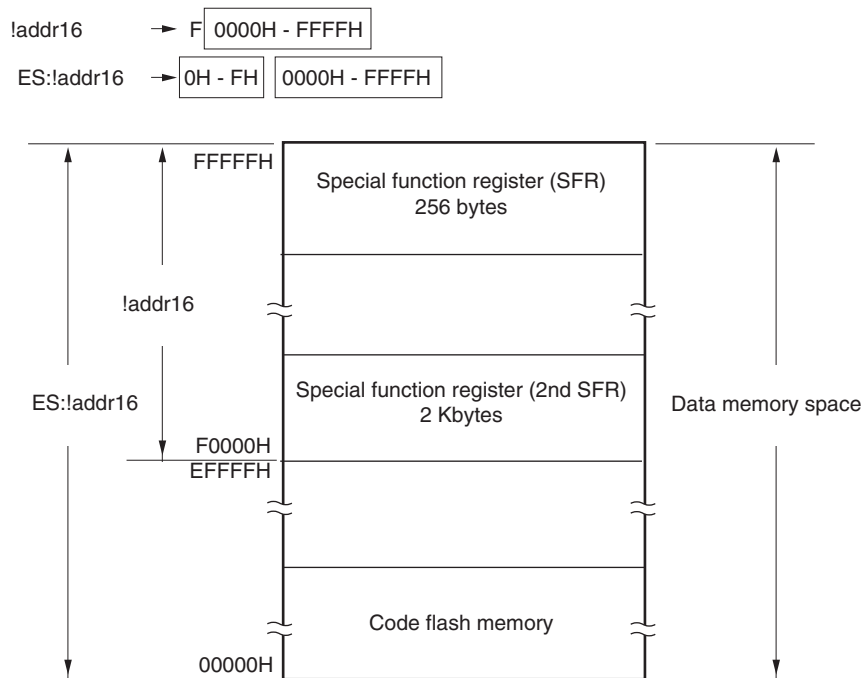 !addr16 → F 0000H - FFFFH
ES:!addr16 → 0H - FH 0000H - FFFFH
FFFFFH
Special function register (SFR)
256 bytes
!addr16
Special function register (2nd SFR)
2 Kbytes
ES:!addr16
Data memory space
F0000H
EFFFFH
Code flash memory
00000H